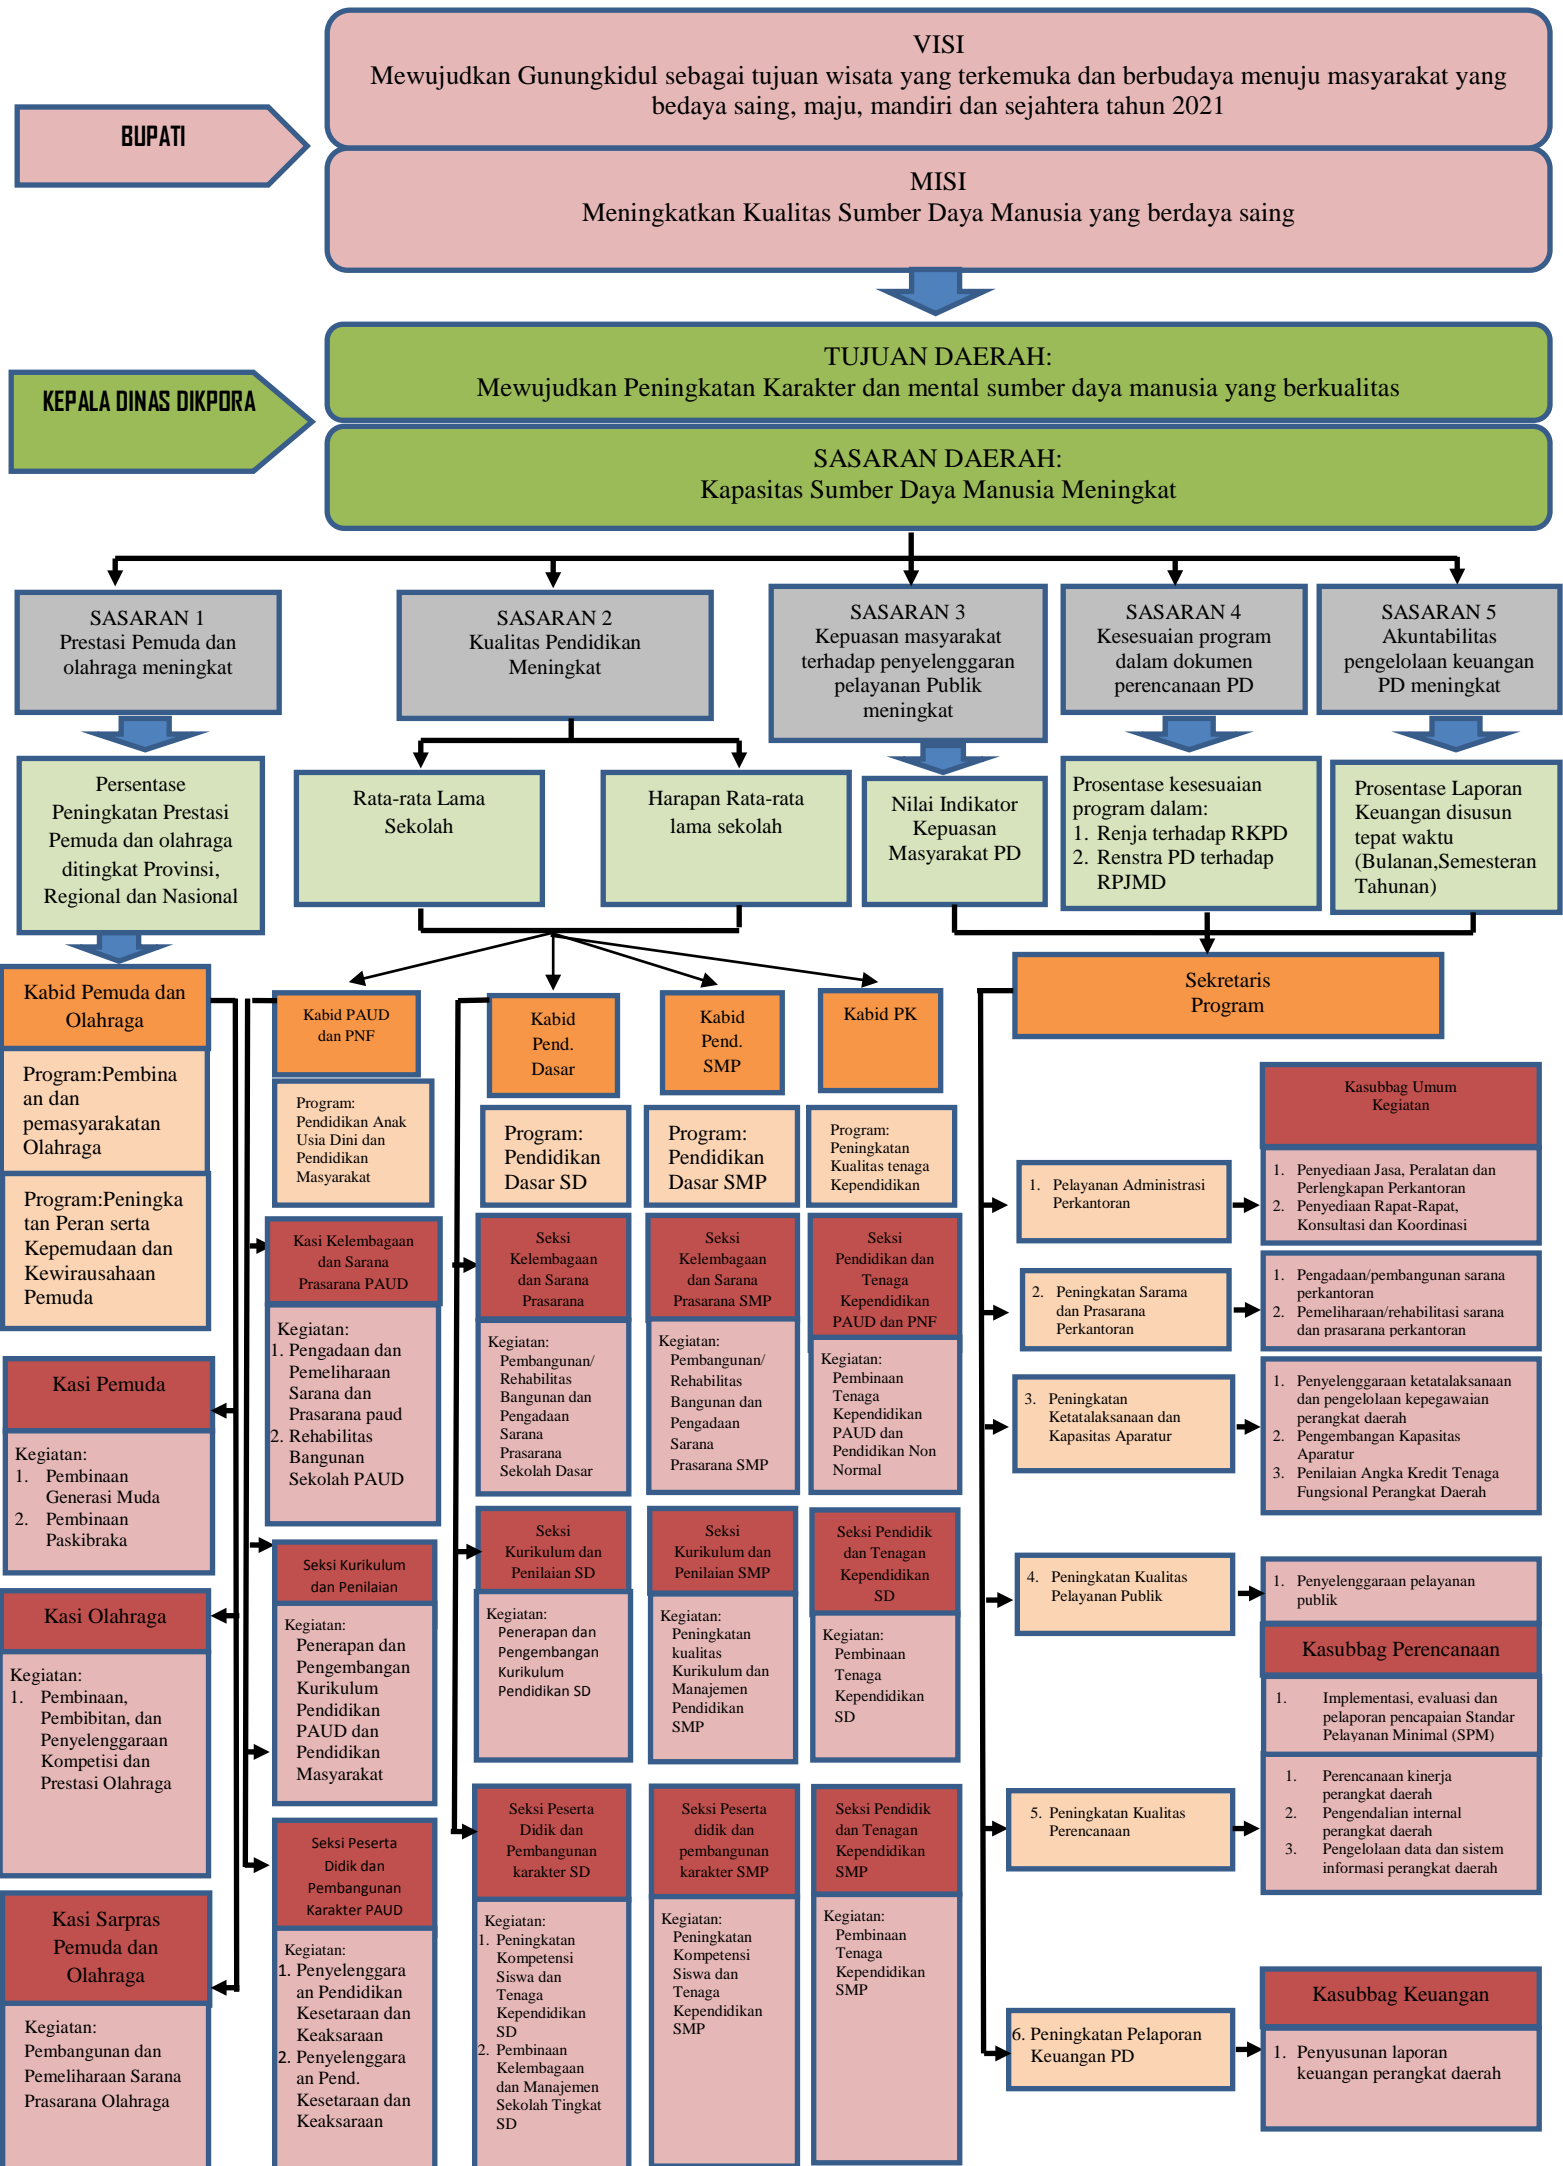 VISI
Mewujudkan Gunungkidul sebagai tujuan wisata yang terkemuka dan berbudaya menuju masyarakat yang
bedaya saing, maju, mandiri dan sejahtera tahun 2021
BUPATI
MISI
Meningkatkan Kualitas Sumber Daya Manusia yang berdaya saing
TUJUAN DAERAH:
Mewujudkan Peningkatan Karakter dan mental sumber daya manusia yang berkualitas
KEPALA DINAS DIKPORA
SASARAN DAERAH:
Kapasitas Sumber Daya Manusia Meningkat
SASARAN 1
Prestasi Pemuda dan
olahraga meningkat
SASARAN 2
Kualitas Pendidikan
Meningkat
SASARAN 3
Kepuasan masyarakat
terhadap penyelenggaran
pelayanan Publik
meningkat
SASARAN 4
Kesesuaian program
dalam dokumen
perencanaan PD
SASARAN 5
Akuntabilitas
pengelolaan keuangan
PD meningkat
Persentase
Peningkatan Prestasi
Pemuda dan olahraga
ditingkat Provinsi,
Regional dan Nasional
Rata-rata Lama
Sekolah
Harapan Rata-rata
lama sekolah
Nilai Indikator
Kepuasan
Masyarakat PD
Prosentase kesesuaian
program dalam:
1. Renja terhadap RKPD
2. Renstra PD terhadap
RPJMD
Prosentase Laporan
Keuangan disusun
tepat waktu
(Bulanan,Semesteran
Tahunan)
Kabid Pemuda dan
Olahraga
Program:Pembina
an dan
pemasyarakatan
Olahraga
Program:Peningka
tan Peran serta
Kepemudaan dan
Kewirausahaan
Pemuda
Kasi Pemuda
Kegiatan:
1. Pembinaan
Generasi Muda
2. Pembinaan
Paskibraka
Kasi Olahraga
Kegiatan:
1. Pembinaan,
Pembibitan, dan
Penyelenggaraan
Kompetisi dan
Prestasi Olahraga
Kasi Sarpras
Pemuda dan
Olahraga
Kegiatan:
Pembangunan dan
Pemeliharaan Sarana
Prasarana Olahraga
Kabid PAUD
dan PNF
Program:
Pendidikan Anak
Usia Dini dan
Pendidikan
Masyarakat
Kasi Kelembagaan
dan Sarana
Prasarana PAUD
Kegiatan:
1. Pengadaan dan
Pemeliharaan
Sarana dan
Prasarana paud
2. Rehabilitas
Bangunan
Sekolah PAUD
Seksi Kurikulum
dan Penilaian
Kegiatan:
Penerapan dan
Pengembangan
Kurikulum
Pendidikan
PAUD dan
Pendidikan
Masyarakat
Seksi Peserta
Didik dan
Pembangunan
Karakter PAUD
Kegiatan:
1. Penyelenggara
an Pendidikan
Kesetaraan dan
Keaksaraan
2. Penyelenggara
an Pend.
Kesetaraan dan
Keaksaraan
Kabid
Pend.
Dasar
Program:
Pendidikan
Dasar SD
Seksi
Kelembagaan
dan Sarana
Prasarana
Kegiatan:
Pembangunan/
Rehabilitas
Bangunan dan
Pengadaan
Sarana
Prasarana
Sekolah Dasar
Seksi
Kurikulum dan
Penilaian SD
Kegiatan:
Penerapan dan
Pengembangan
Kurikulum
Pendidikan SD
Seksi Peserta
Didik dan
Pembangunan
karakter SD
Kegiatan:
1. Peningkatan
Kompetensi
Siswa dan
Tenaga
Kependidikan
SD
2. Pembinaan
Kelembagaan
dan Manajemen
Sekolah Tingkat
SD
Kabid
Pend.
SMP
Program:
Pendidikan
Dasar SMP
Seksi
Kelembagaan
dan Sarana
Prasarana SMP
Kegiatan:
Pembangunan/
Rehabilitas
Bangunan dan
Pengadaan
Sarana
Prasarana SMP
Seksi
Kurikulum dan
Penilaian SMP
Kegiatan:
Peningkatan
kualitas
Kurikulum dan
Manajemen
Pendidikan
SMP
Seksi Peserta
didik dan
pembangunan
karakter SMP
Kegiatan:
Peningkatan
Kompetensi
Siswa dan
Tenaga
Kependidikan
SMP
Kabid PK
Program:
Peningkatan
Kualitas tenaga
Kependidikan
Seksi
Pendidikan dan
Tenaga
Kependidikan
PAUD dan PNF
Kegiatan:
Pembinaan
Tenaga
Kependidikan
PAUD dan
Pendidikan Non
Normal
Seksi Pendidik
dan Tenagan
Kependidikan
SD
Kegiatan:
Pembinaan
Tenaga
Kependidikan
SD
Seksi Pendidik
dan Tenagan
Kependidikan
SMP
Kegiatan:
Pembinaan
Tenaga
Kependidikan
SMP
Sekretaris
Program
Kasubbag Umum
Kegiatan
1. Pelayanan Administrasi
Perkantoran
1. Penyediaan Jasa, Peralatan dan
Perlengkapan Perkantoran
2. Penyediaan Rapat-Rapat,
Konsultasi dan Koordinasi
2. Peningkatan Sarama
dan Prasarana
Perkantoran
1. Pengadaan/pembangunan sarana
perkantoran
2. Pemeliharaan/rehabilitasi sarana
dan prasarana perkantoran
3. Peningkatan
Ketatalaksanaan dan
Kapasitas Aparatur
1. Penyelenggaraan ketatalaksanaan
dan pengelolaan kepegawaian
perangkat daerah
2. Pengembangan Kapasitas
Aparatur
3. Penilaian Angka Kredit Tenaga
Fungsional Perangkat Daerah
4. Peningkatan Kualitas
Pelayanan Publik
1. Penyelenggaraan pelayanan
publik
Kasubbag Perencanaan
1. Implementasi, evaluasi dan
pelaporan pencapaian Standar
Pelayanan Minimal (SPM)
5. Peningkatan Kualitas
Perencanaan
1. Perencanaan kinerja
perangkat daerah
2. Pengendalian internal
perangkat daerah
3. Pengelolaan data dan sistem
informasi perangkat daerah
Kasubbag Keuangan
6. Peningkatan Pelaporan
Keuangan PD
1. Penyusunan laporan
keuangan perangkat daerah